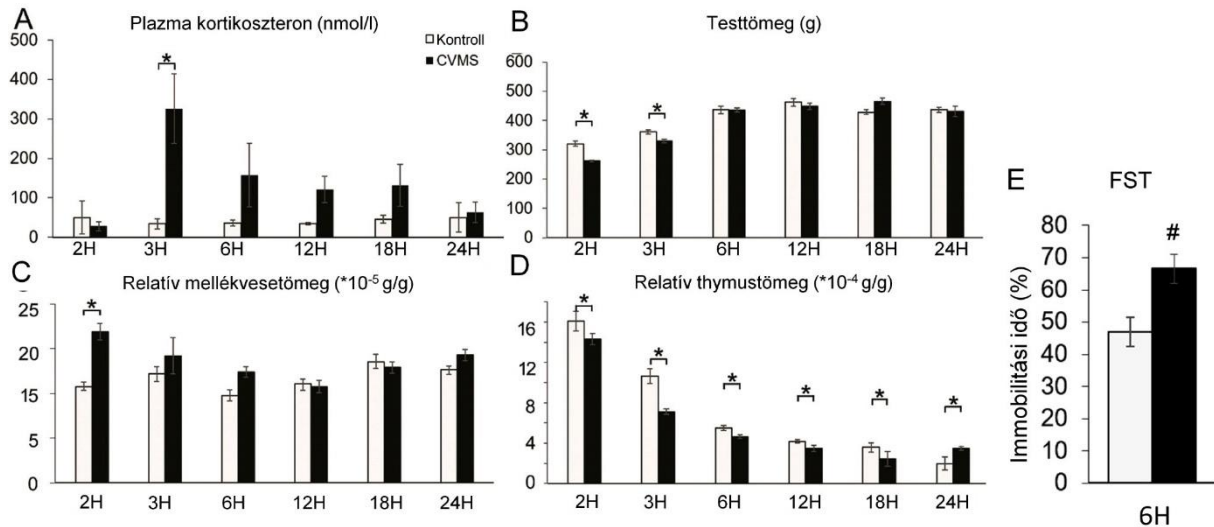 A Plazma kortikoszteron (nmol/l)
500
400
300
200
100
0
*
Kontroll
CVMS
2H 3H 6H 12H 18H 24H
B Testtömeg (g)
600
500
400
300
200
100
0
* *
2H 3H 6H 12H 18H 24H
C Relatív mellékvesetömeg (*10⁻⁵ g/g)
25
20
15
5
0
*
2H 3H 6H 12H 18H 24H
D Relatív thymustömeg (*10⁻⁴ g/g)
16
12
8
4
0
* * * * * *
2H 3H 6H 12H 18H 24H
E FST
Immobilitási idő (%)
80
70
60
50
40
30
20
10
0
#
6H